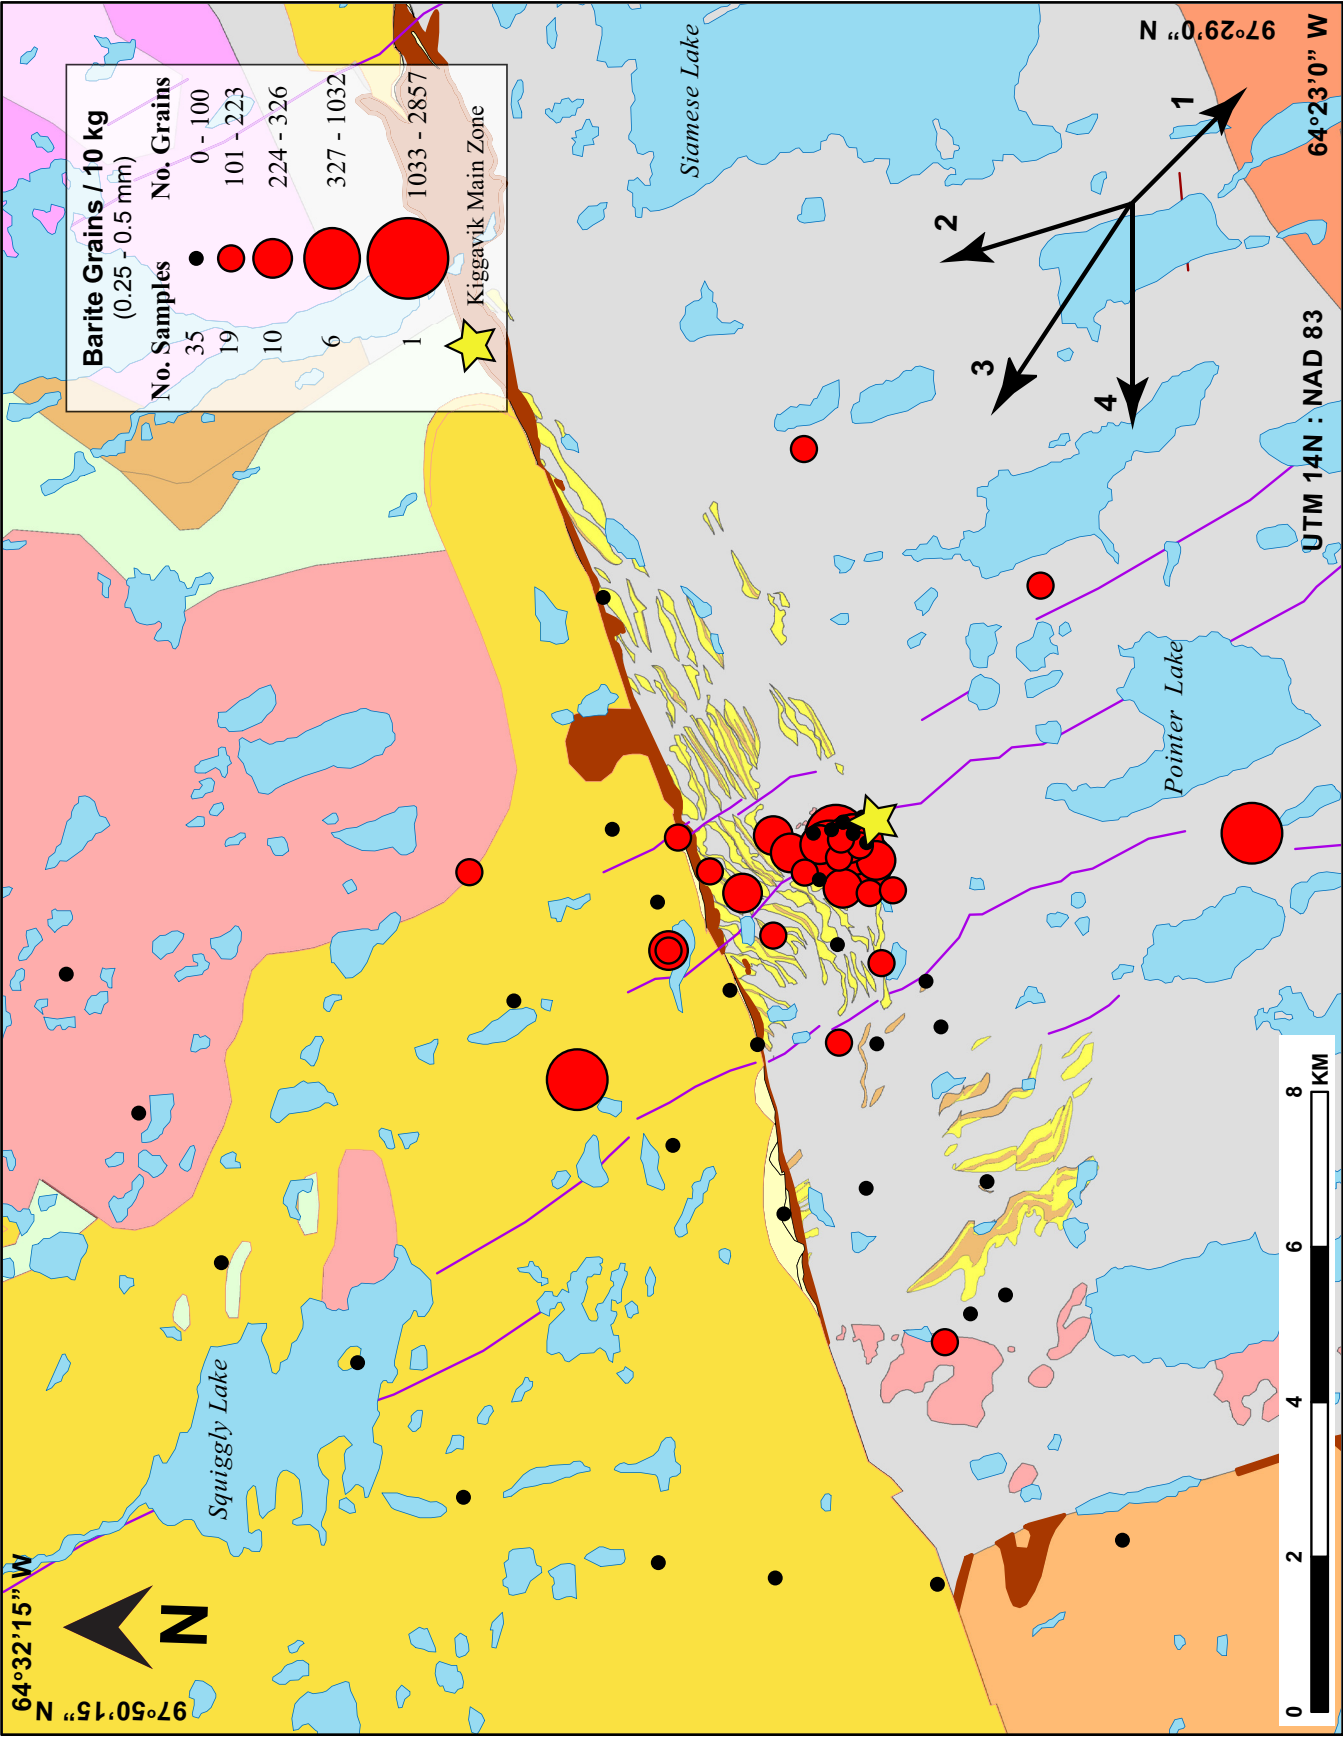 64°32'15" W
97°50'15" N
N
Squiggly Lake
Barite Grains / 10 kg
(0.25 - 0.5 mm)
No. Samples No. Grains
35 0 - 100
19 101 - 223
10 224 - 326
6 327 - 1032
1 1033 - 2857
Kiggavik Main Zone
Siamese Lake
Pointer Lake
1
2
3
4
97°29'0" N
64°23'0" W
UTM 14N : NAD 83
0 2 4 6 8
KM